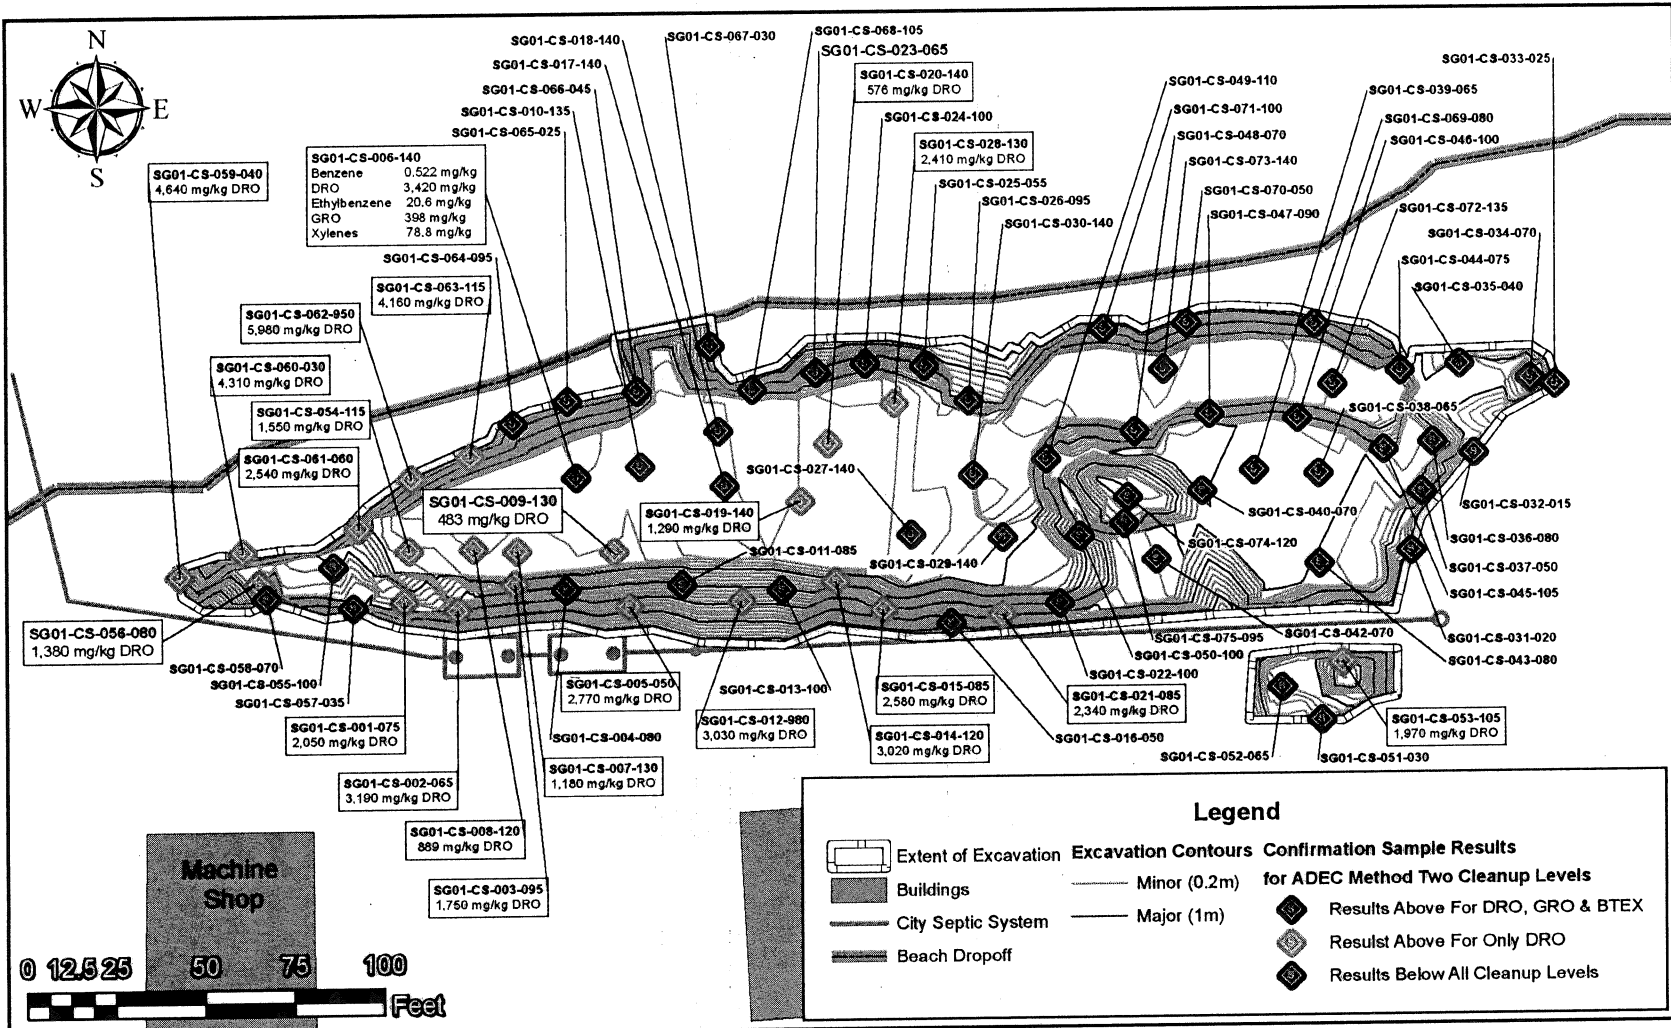 N
W E
S
SG01-CS-018-140
SG01-CS-017-140
SG01-CS-066-045
SG01-CS-010-135
SG01-CS-065-025
SG01-CS-067-030
SG01-CS-068-105
SG01-CS-023-065
SG01-CS-020-140
576 mg/kg DRO
SG01-CS-024-100
SG01-CS-028-130
2,410 mg/kg DRO
SG01-CS-025-055
SG01-CS-026-095
SG01-CS-030-140
SG01-CS-049-110
SG01-CS-071-100
SG01-CS-048-070
SG01-CS-073-140
SG01-CS-070-050
SG01-CS-047-090
SG01-CS-033-025
SG01-CS-039-065
SG01-CS-069-080
SG01-CS-046-100
SG01-CS-072-135
SG01-CS-034-070
SG01-CS-044-075
SG01-CS-035-040
SG01-CS-059-040
4,640 mg/kg DRO
SG01-CS-006-140
Benzene 0.522 mg/kg
DRO 3,420 mg/kg
Ethylbenzene 20.6 mg/kg
GRO 398 mg/kg
Xylenes 78.8 mg/kg
SG01-CS-064-095
SG01-CS-063-115
4,160 mg/kg DRO
SG01-CS-062-950
5,980 mg/kg DRO
SG01-CS-060-030
4,310 mg/kg DRO
SG01-CS-054-115
1,550 mg/kg DRO
SG01-CS-061-060
2,540 mg/kg DRO
SG01-CS-009-130
483 mg/kg DRO
SG01-CS-027-140
SG01-CS-019-140
1,290 mg/kg DRO
SG01-CS-011-085
SG01-CS-029-140
SG01-CS-038-065
SG01-CS-040-070
SG01-CS-074-120
SG01-CS-032-015
SG01-CS-036-080
SG01-CS-037-050
SG01-CS-045-105
SG01-CS-031-020
SG01-CS-043-080
SG01-CS-042-070
SG01-CS-075-095
SG01-CS-050-100
SG01-CS-022-100
SG01-CS-021-085
2,340 mg/kg DRO
SG01-CS-056-080
1,380 mg/kg DRO
SG01-CS-058-070
SG01-CS-055-100
SG01-CS-057-035
SG01-CS-001-075
2,050 mg/kg DRO
SG01-CS-002-065
3,190 mg/kg DRO
SG01-CS-008-120
889 mg/kg DRO
SG01-CS-003-095
1,750 mg/kg DRO
SG01-CS-005-050
2,770 mg/kg DRO
SG01-CS-004-080
SG01-CS-007-130
1,180 mg/kg DRO
SG01-CS-013-100
SG01-CS-012-980
3,030 mg/kg DRO
SG01-CS-015-085
2,580 mg/kg DRO
SG01-CS-014-120
3,020 mg/kg DRO
SG01-CS-016-050
SG01-CS-053-105
1,970 mg/kg DRO
SG01-CS-052-065
SG01-CS-051-030
Machine
Shop
0 12.5 25 50 75 100
Feet
Legend
Extent of Excavation
Buildings
City Septic System
Beach Dropoff
Excavation Contours
Minor (0.2m)
Major (1m)
Confirmation Sample Results
for ADEC Method Two Cleanup Levels
Results Above For DRO, GRO & BTEX
Resulst Above For Only DRO
Results Below All Cleanup Levels